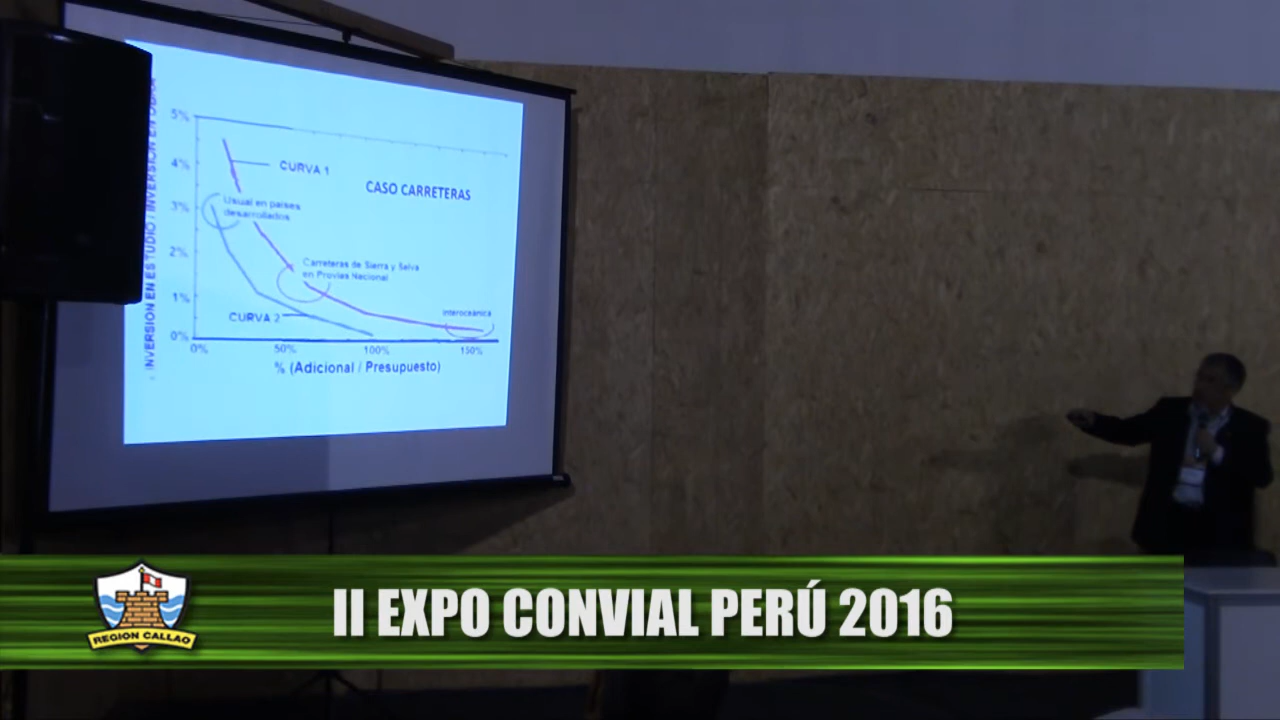 INVERSION EN ESTUDIO / INVERSION EN
5%
4%
3%
2%
1%
0%
CURVA 1
CASO CARRETERAS
Usual en países
desarrollados
Carreteras de Sierra y Selva
en Provías Nacional
Interoceánica
CURVA 2
0%
50%
100%
150%
% (Adicional / Presupuesto)
II EXPO CONVIAL PERÚ 2016
REGION CALLAO